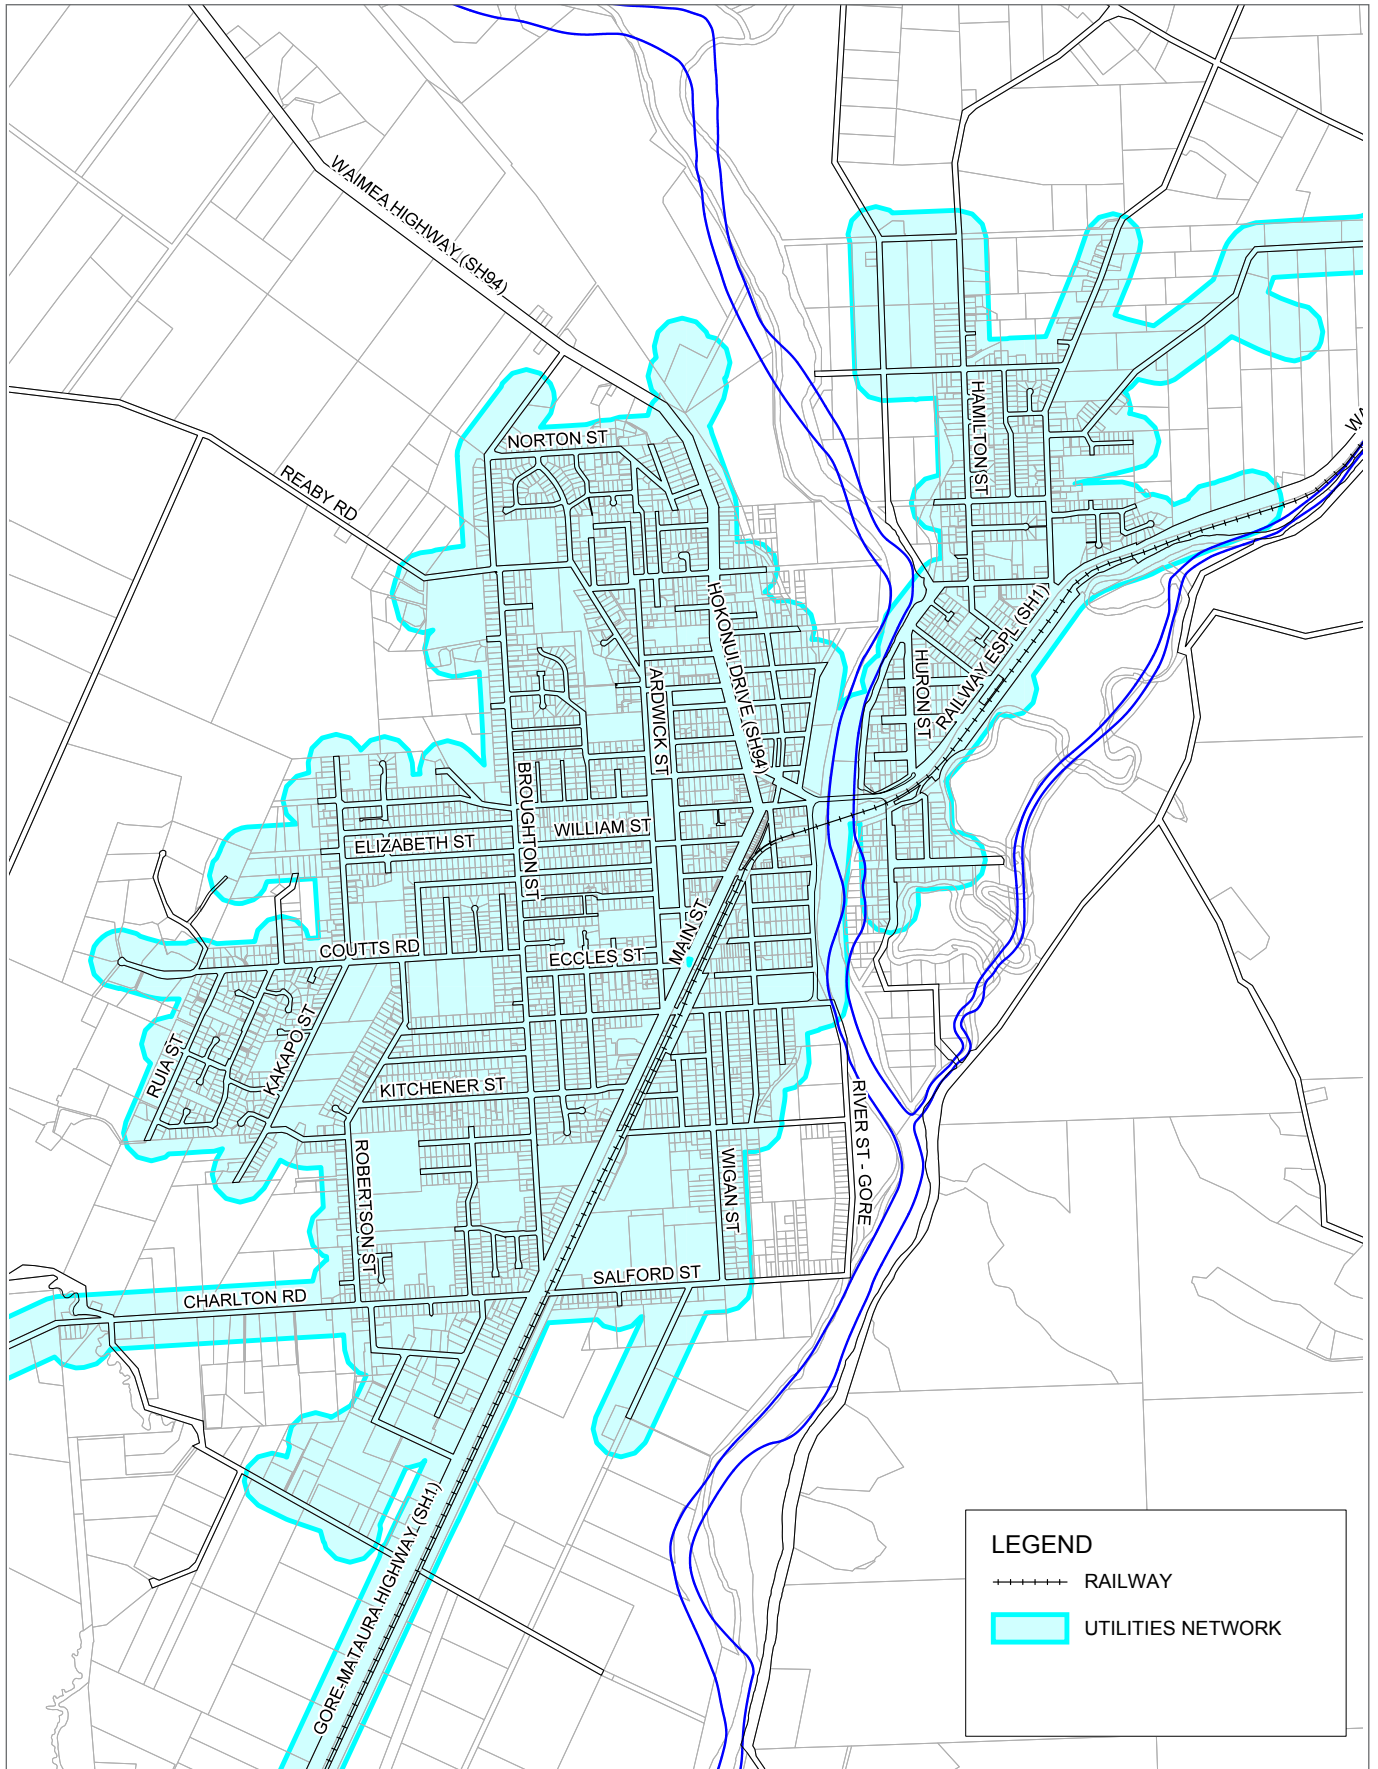 WAIMEA HIGHWAY (SH94)
NORTON ST
REABY RD
HAMILTON ST
WA
HOKONUI DRIVE (SH94)
HURON ST
RAILWAY ESPL (SH1)
ARDWICK ST
BROUGHTON ST
WILLIAM ST
ELIZABETH ST
MAIN ST
COUTTS RD
ECCLES ST
RUIA ST
KAKAPO ST
KITCHENER ST
RIVER ST - GORE
ROBERTSON ST
WIGAN ST
SALFORD ST
CHARLTON RD
GORE-MATAURA HIGHWAY (SH1)
LEGEND
RAILWAY
UTILITIES NETWORK